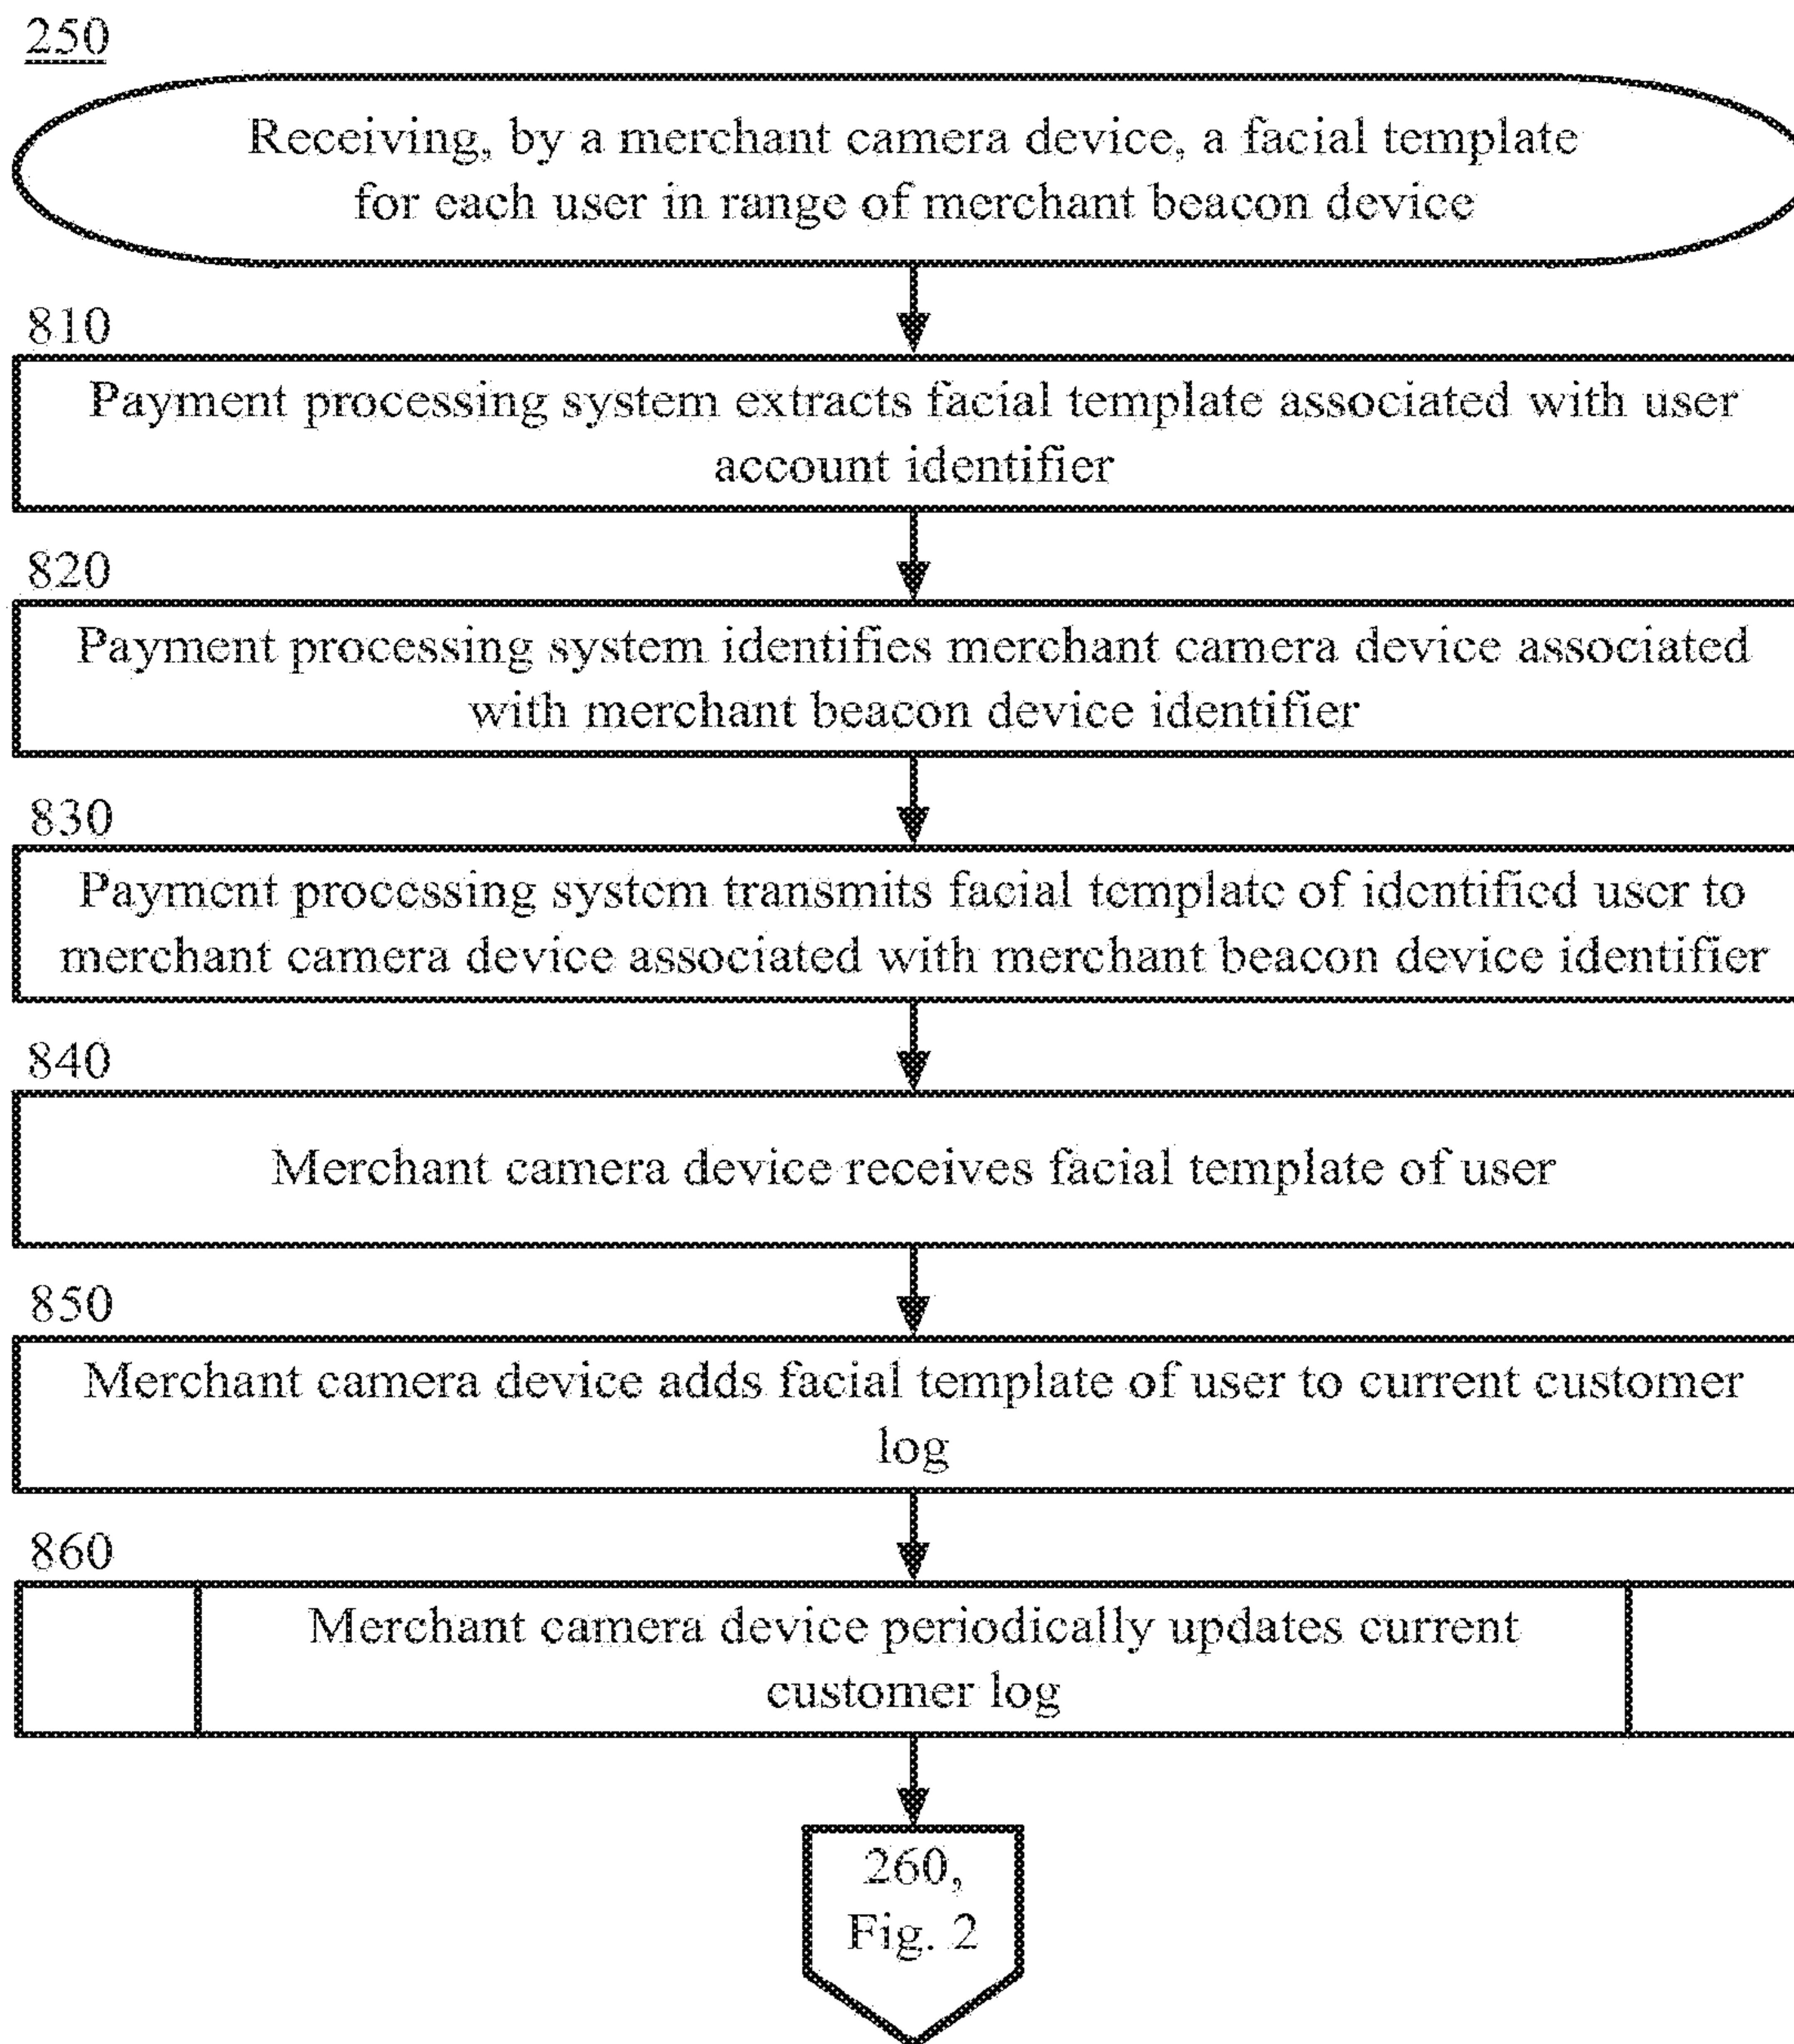 250
Receiving, by a merchant camera device, a facial template
for each user in range of merchant beacon device
810
Payment processing system extracts facial template associated with user
account identifier
820
Payment processing system identifies merchant camera device associated
with merchant beacon device identifier
830
Payment processing system transmits facial template of identified user to
merchant camera device associated with merchant beacon device identifier
840
Merchant camera device receives facial template of user
850
Merchant camera device adds facial template of user to current customer
log
860
Merchant camera device periodically updates current
customer log
260,
Fig. 2